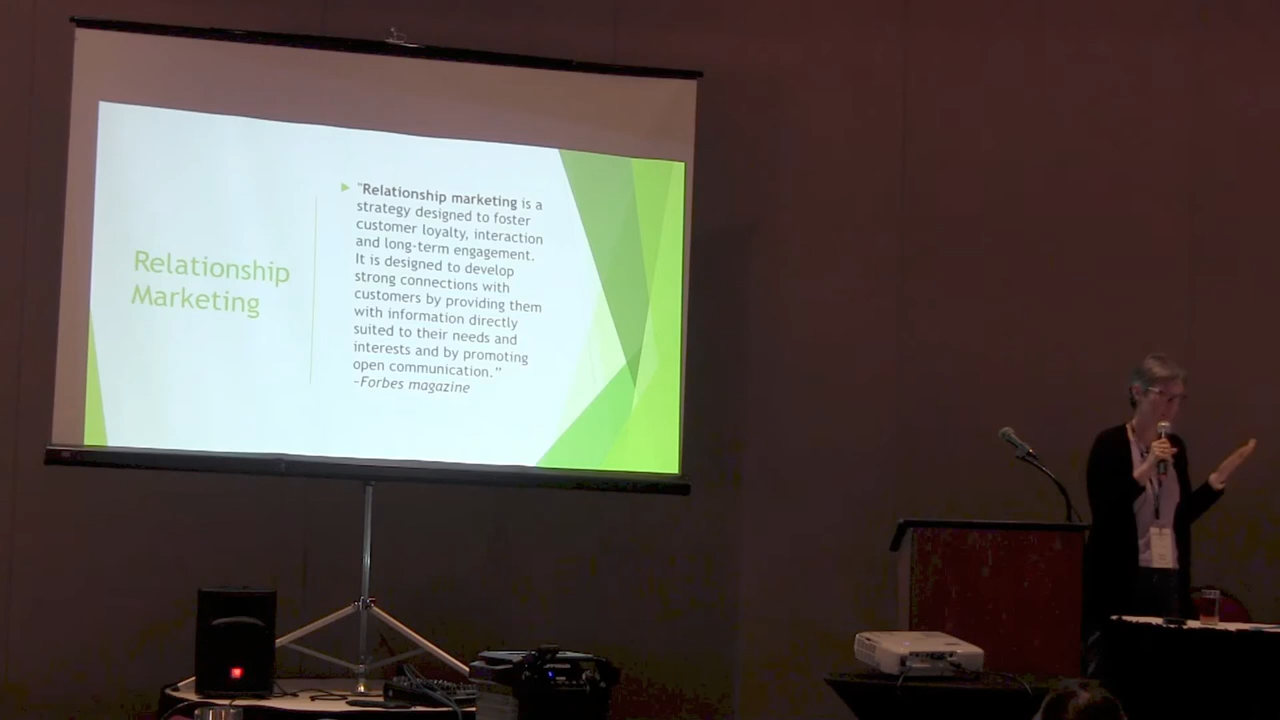 Relationship
Marketing
"Relationship marketing is a
strategy designed to foster
customer loyalty, interaction
and long-term engagement.
It is designed to develop
strong connections with
customers by providing them
with information directly
suited to their needs and
interests and by promoting
open communication.”
–Forbes magazine